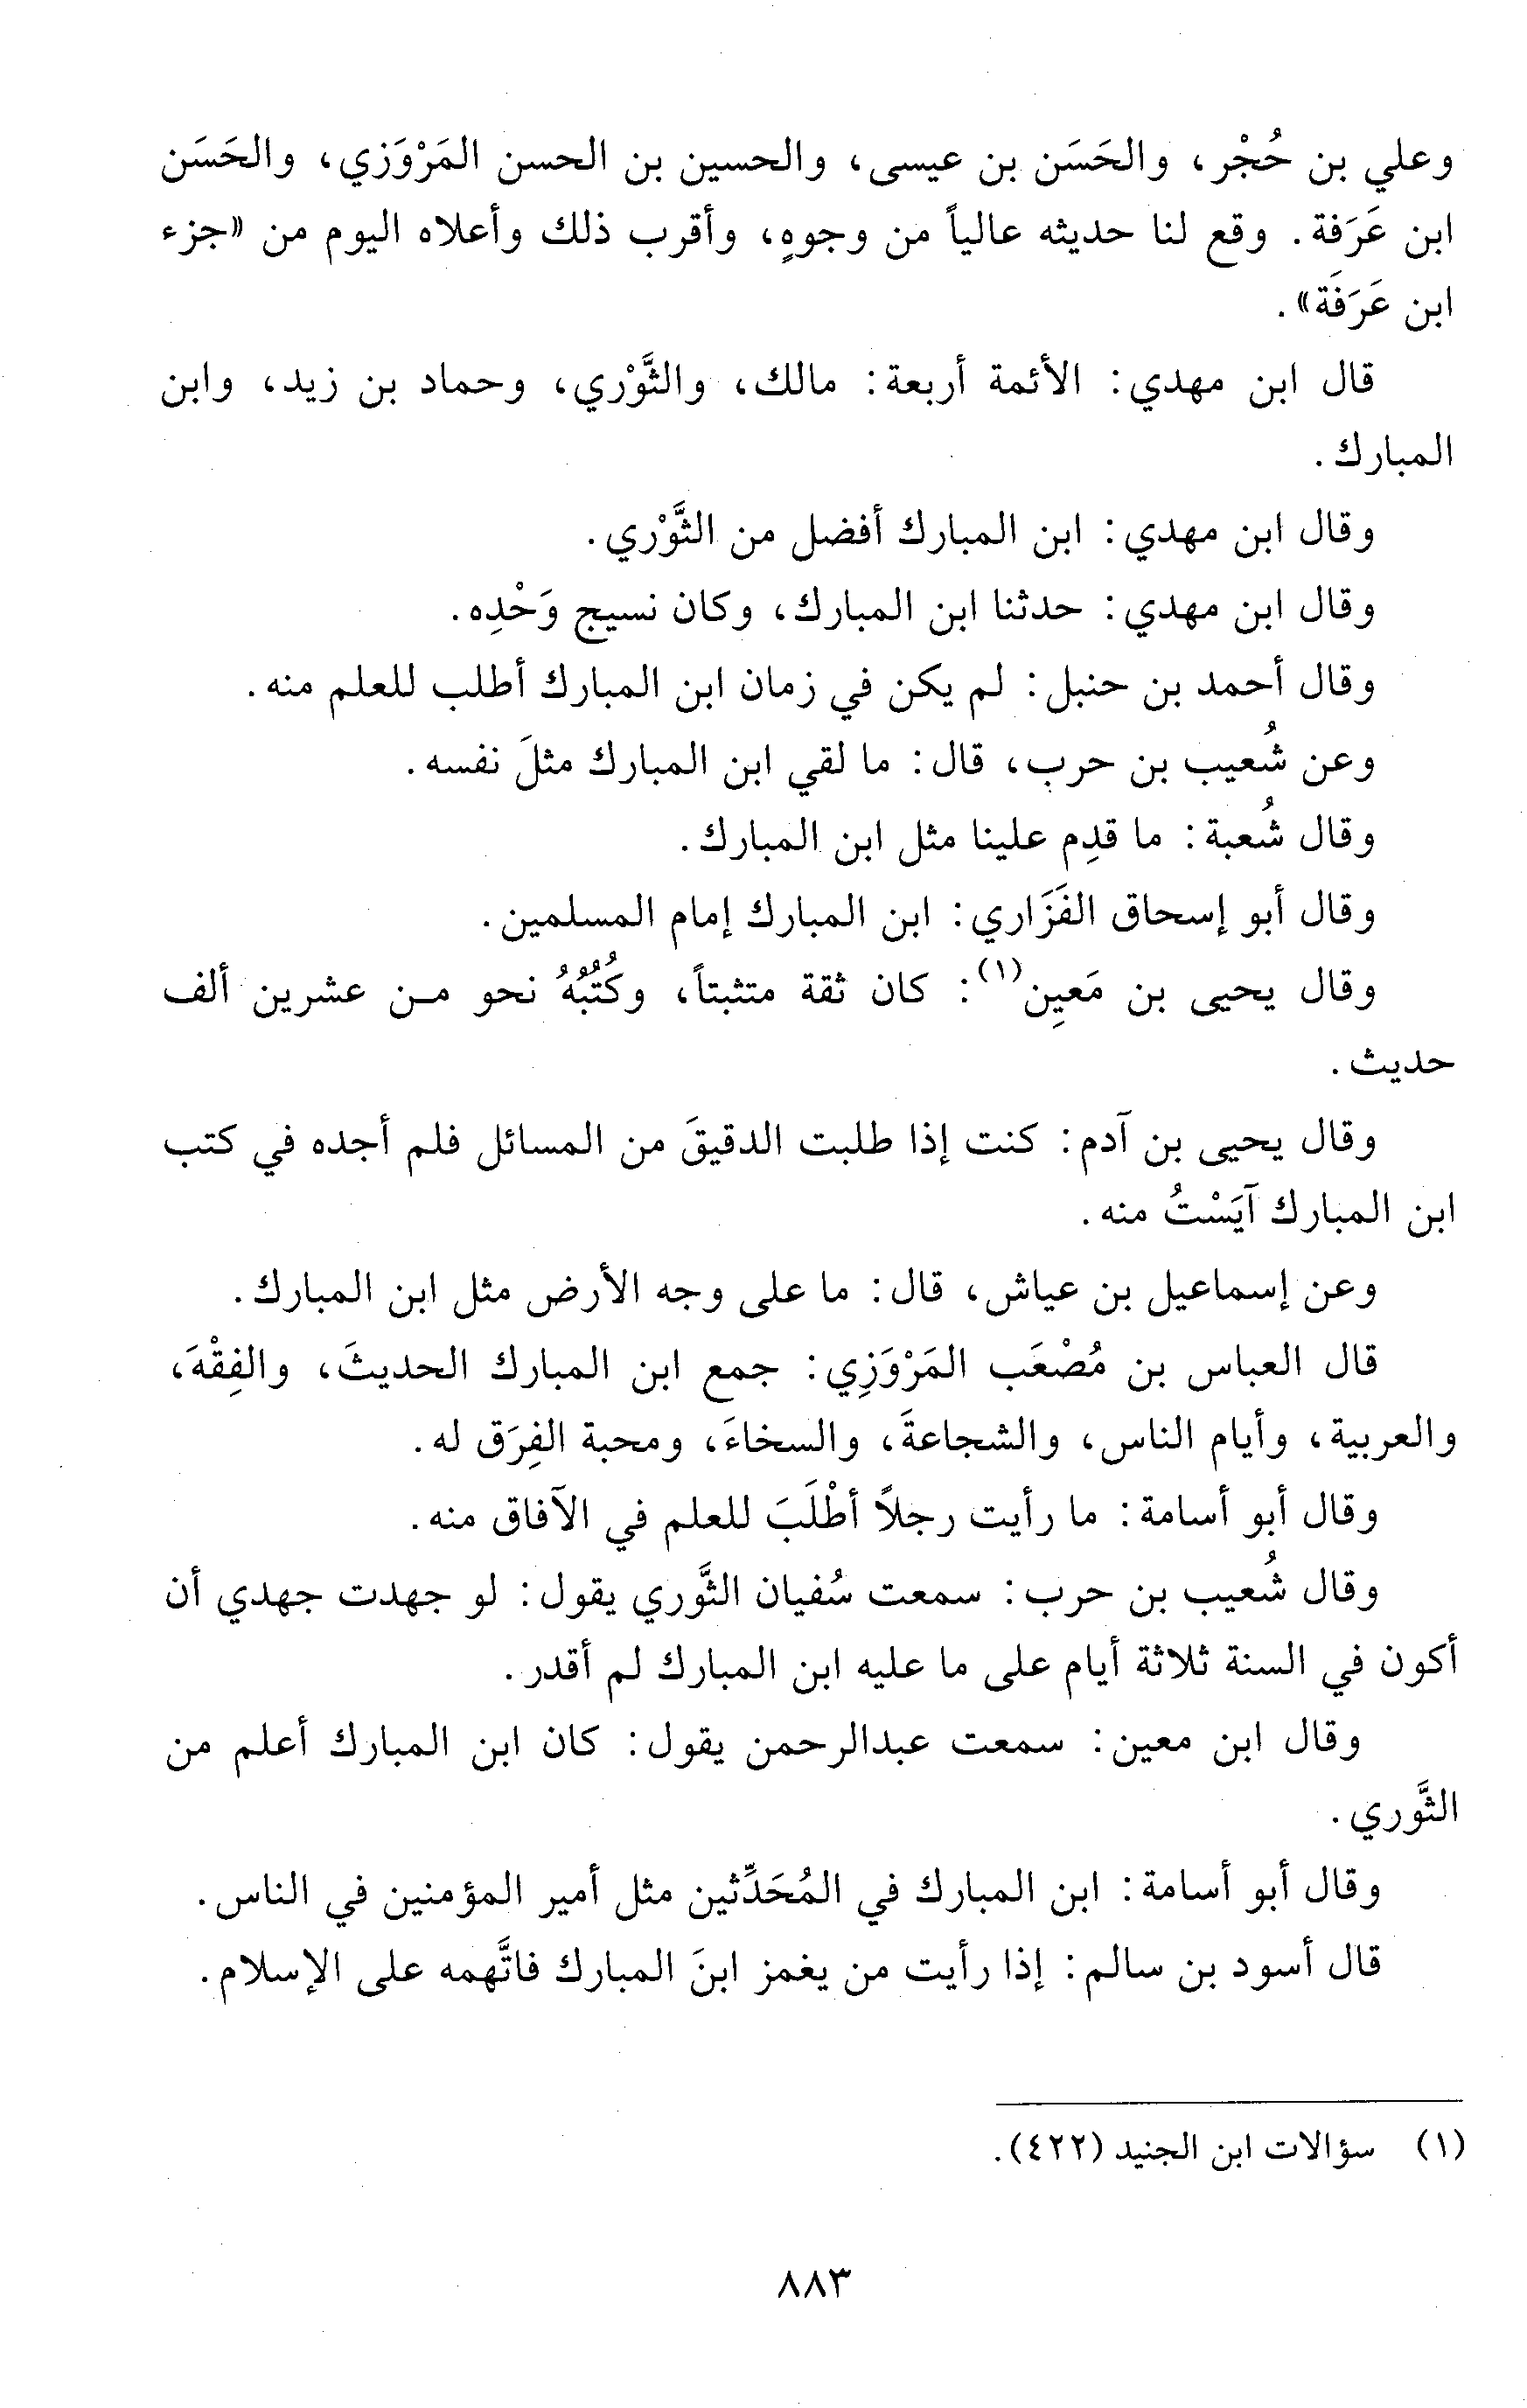 وعلي بن حُجْر، والحَسَن بن عيسى، والحسين بن الحسن المَرْوَزي، والحَسَن
ابن عَرَفة. وقع لنا حديثه عالياً من وجوهٍ، وأقرب ذلك وأعلاه اليوم من «جزء
ابن عَرَفَة».
قال ابن مهدي: الأئمة أربعة: مالك، والثَّوْري، وحماد بن زيد، وابن
المبارك.
وقال ابن مهدي: ابن المبارك أفضل من الثَّوْري.
وقال ابن مهدي: حدثنا ابن المبارك، وكان نسيج وَحْدِه.
وقال أحمد بن حنبل: لم يكن في زمان ابن المبارك أطلب للعلم منه.
وعن شُعيب بن حرب، قال: ما لقي ابن المبارك مثلَ نفسه.
وقال شُعبة: ما قدِم علينا مثل ابن المبارك.
وقال أبو إسحاق الفَزَاري: ابن المبارك إمام المسلمين.
وقال يحيى بن مَعِين(١): كان ثقة متثبتاً، وكُتُبُهُ نحو من عشرين ألف
حديث.
وقال يحيى بن آدم: كنت إذا طلبت الدقيقَ من المسائل فلم أجده في كتب
ابن المبارك آيَسْتُ منه.
وعن إسماعيل بن عياش، قال: ما على وجه الأرض مثل ابن المبارك.
قال العباس بن مُصْعَب المَرْوَزِي: جمع ابن المبارك الحديثَ، والفِقْهَ،
والعربية، وأيام الناس، والشجاعةَ، والسخاءَ، ومحبة الفِرَق له.
وقال أبو أسامة: ما رأيت رجلاً أطْلَبَ للعلم في الآفاق منه.
وقال شُعيب بن حرب: سمعت سُفيان الثَّوري يقول: لو جهدت جهدي أن
أكون في السنة ثلاثة أيام على ما عليه ابن المبارك لم أقدر.
وقال ابن معين: سمعت عبدالرحمن يقول: كان ابن المبارك أعلم من
الثَّوري.
وقال أبو أسامة: ابن المبارك في المُحَدِّثين مثل أمير المؤمنين في الناس.
قال أسود بن سالم: إذا رأيت من يغمز ابنَ المبارك فاتَّهمه على الإسلام.
(١) سؤالات ابن الجنيد (٤٢٢).
٨٨٣